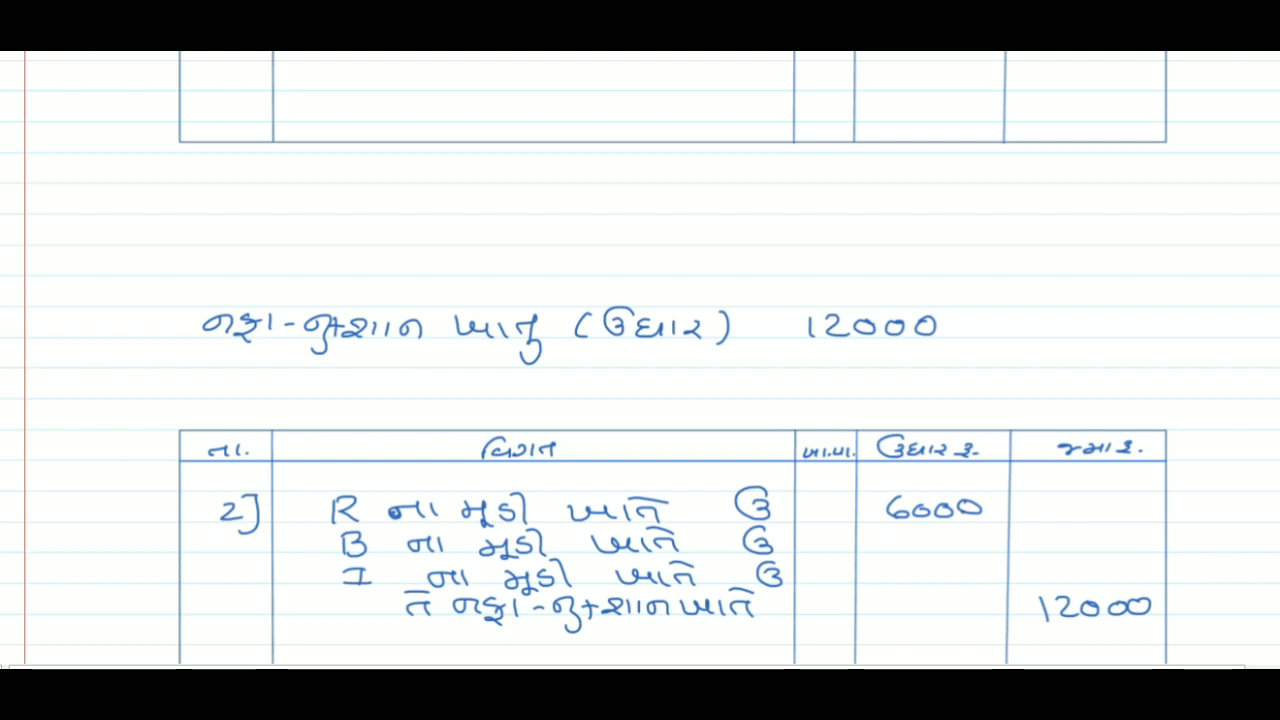 નફા-નુકશાન ખાતુ (ઉધાર) 12000
તા. વિગત ખા.પા. ઉધાર રૂ. જમા રૂ.
2] R ના મૂડી ખાતે ઉ 6000
B ના મૂડી ખાતે ઉ
I ના મૂડી ખાતે ઉ
તે નફા-નુકશાન ખાતે 12000